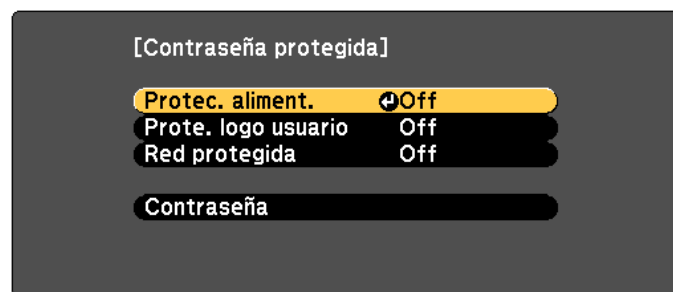 [Contraseña protegida]
Protec. aliment. Off
Prote. logo usuario Off
Red protegida Off
Contraseña